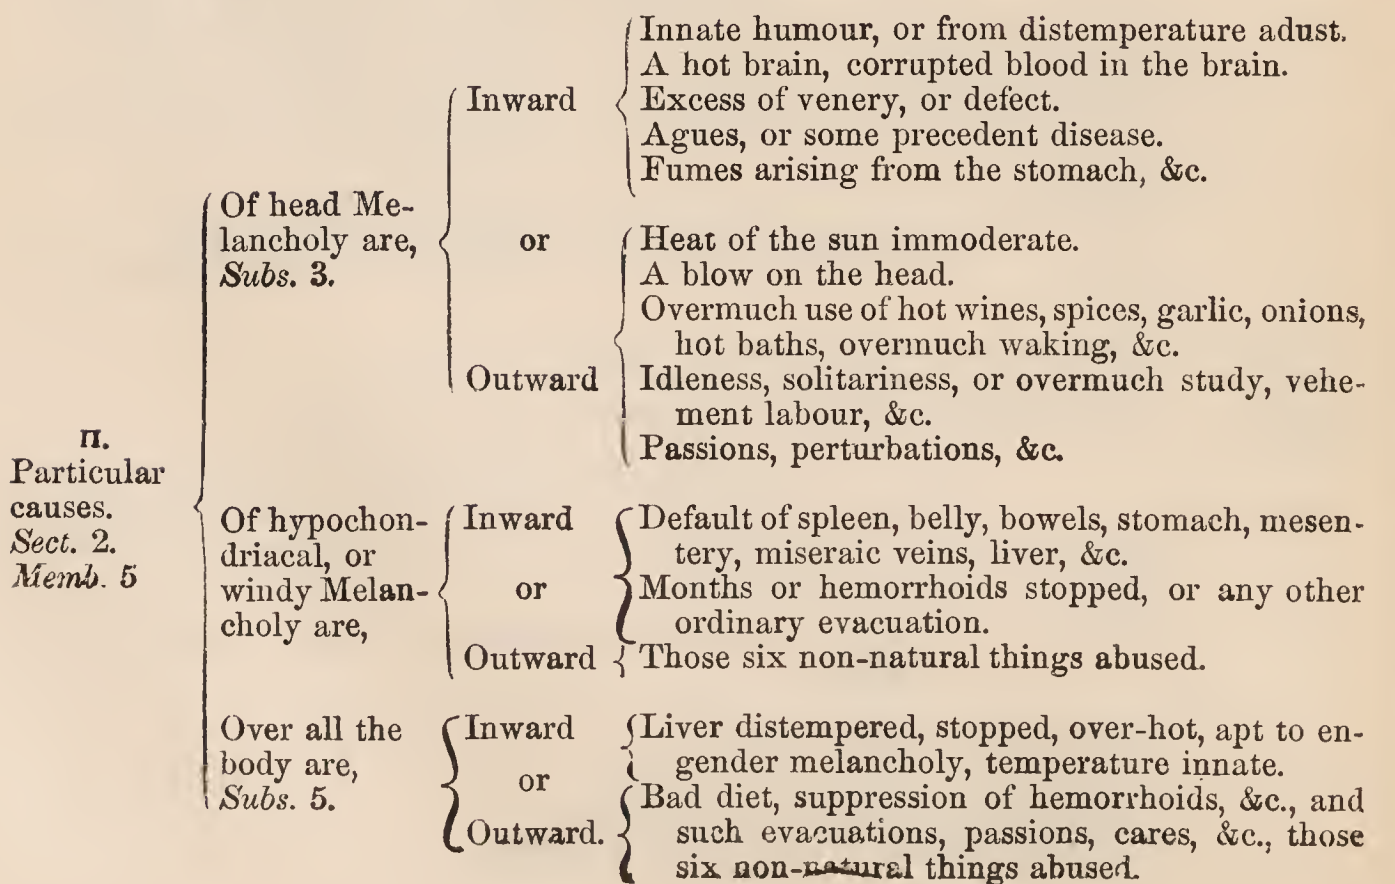 П.
Particular
causes.
Sect. 2.
Memb. 5
Of head Me-
lancholy are,
Subs. 3.
Inward
Innate humour, or from distemperature adust.
A hot brain, corrupted blood in the brain.
Excess of venery, or defect.
Agues, or some precedent disease.
Fumes arising from the stomach, &c.
or
Outward
Heat of the sun immoderate.
A blow on the head.
Overmuch use of hot wines, spices, garlic, onions,
hot baths, overmuch waking, &c.
Idleness, solitariness, or overmuch study, vehe-
ment labour, &c.
Passions, perturbations, &c.
Of hypochon-
driacal, or
windy Melan-
choly are,
Inward
Default of spleen, belly, bowels, stomach, mesen-
tery, miseraic veins, liver, &c.
Months or hemorrhoids stopped, or any other
ordinary evacuation.
or
Outward
Those six non-natural things abused.
Over all the
body are,
Subs. 5.
Inward
Liver distempered, stopped, over-hot, apt to en-
gender melancholy, temperature innate.
or
Outward.
Bad diet, suppression of hemorrhoids, &c., and
such evacuations, passions, cares, &c., those
six non-natural things abused.